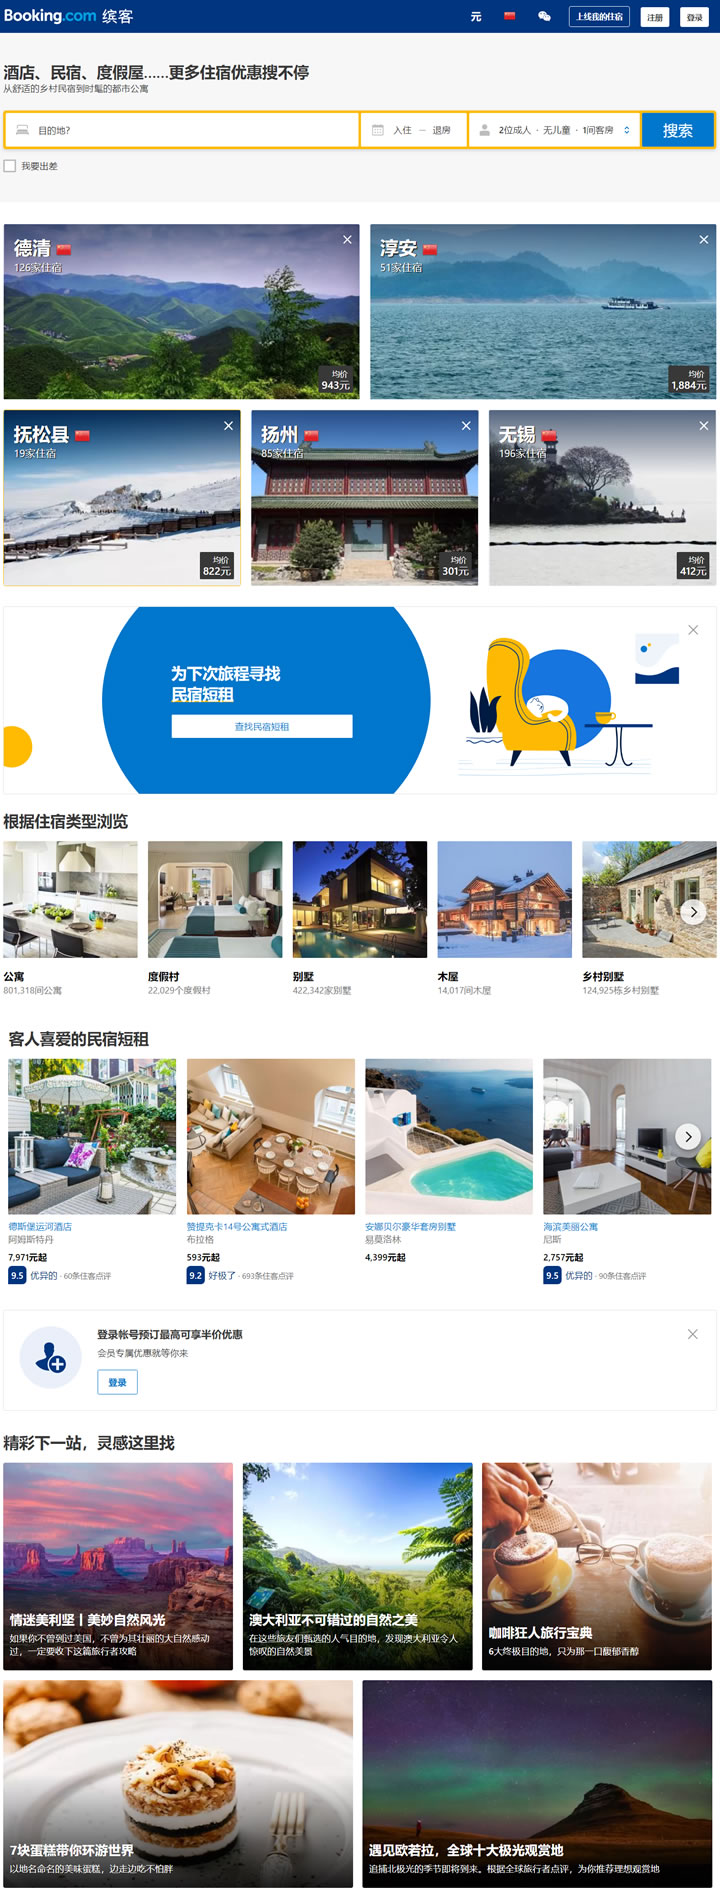 Booking.com 缤客
元
上线我的住宿
注册
登录
酒店、民宿、度假屋……更多住宿优惠搜不停
从舒适的乡村民宿到时髦的都市公寓
目的地?
入住 — 退房
2位成人 · 无儿童 · 1间客房
搜索
我要出差
德清
126家住宿
均价
943元
淳安
51家住宿
均价
1,884元
抚松县
19家住宿
均价
822元
扬州
85家住宿
均价
301元
无锡
196家住宿
均价
412元
为下次旅程寻找
民宿短租
查找民宿短租
根据住宿类型浏览
公寓
801,318间公寓
度假村
22,029个度假村
别墅
422,342家别墅
木屋
14,017间木屋
乡村别墅
124,925栋乡村别墅
客人喜爱的民宿短租
德斯堡运河酒店
阿姆斯特丹
7,971元起
9.5 优异的 · 60条住客点评
赞提克卡14号公寓式酒店
布拉格
593元起
9.2 好极了 · 693条住客点评
安娜贝尔豪华套房别墅
易莫洛林
4,399元起
海滨美丽公寓
尼斯
2,757元起
9.5 优异的 · 90条住客点评
登录帐号预订最高可享半价优惠
会员专属优惠就等你来
登录
精彩下一站，灵感这里找
情迷美利坚丨美妙自然风光
如果你不曾到过美国，不曾为其壮丽的大自然感动
过，一定要收下这篇旅行者攻略
澳大利亚不可错过的自然之美
在这些旅友们甄选的人气目的地，发现澳大利亚令人
惊叹的自然美景
咖啡狂人旅行宝典
6大终极目的地，只为那一口馥郁香醇
7块蛋糕带你环游世界
以地名命名的美味蛋糕，边走边吃不怕胖
遇见欧若拉，全球十大极光观赏地
追捕北极光的季节即将到来。根据全球旅行者点评，为你推荐理想观赏地